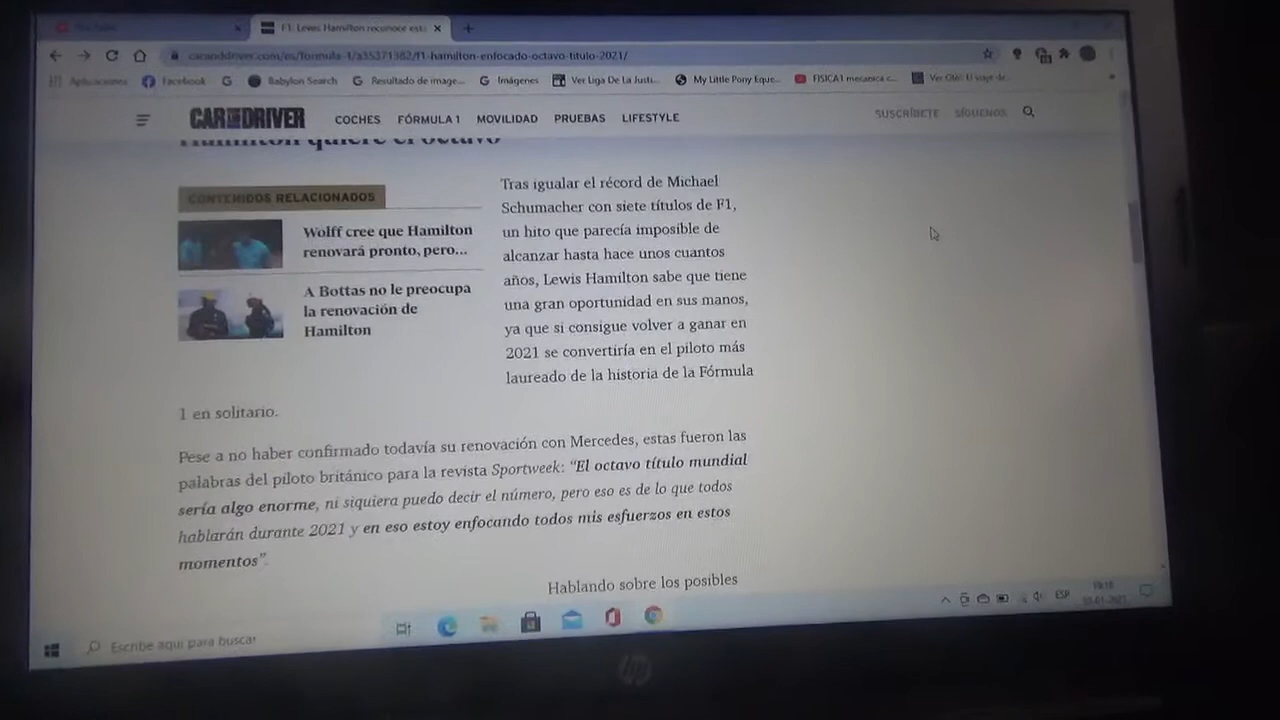 F1: Lewis Hamilton reconoce est
caranddriver.com/es/formula-1/a35371382/f1-hamilton-enfocado-octavo-titulo-2021/
Aplicaciones Facebook Babylon Search Resultado de image... Imágenes Ver Liga De La Justi... My Little Pony Eque... FISICA1 mecanica c...
CAR AND DRIVER COCHES FÓRMULA 1 MOVILIDAD PRUEBAS LIFESTYLE SUSCRÍBETE SÍGUENOS
Hamilton quiere el octavo
CONTENIDOS RELACIONADOS
Wolff cree que Hamilton
renovará pronto, pero...
A Bottas no le preocupa
la renovación de
Hamilton
Tras igualar el récord de Michael
Schumacher con siete títulos de F1,
un hito que parecía imposible de
alcanzar hasta hace unos cuantos
años, Lewis Hamilton sabe que tiene
una gran oportunidad en sus manos,
ya que si consigue volver a ganar en
2021 se convertiría en el piloto más
laureado de la historia de la Fórmula
1 en solitario.
Pese a no haber confirmado todavía su renovación con Mercedes, estas fueron las
palabras del piloto británico para la revista Sportweek: “El octavo título mundial
sería algo enorme, ni siquiera puedo decir el número, pero eso es de lo que todos
hablarán durante 2021 y en eso estoy enfocando todos mis esfuerzos en estos
momentos”.
Hablando sobre los posibles
Escribe aquí para buscar
ESP
hp